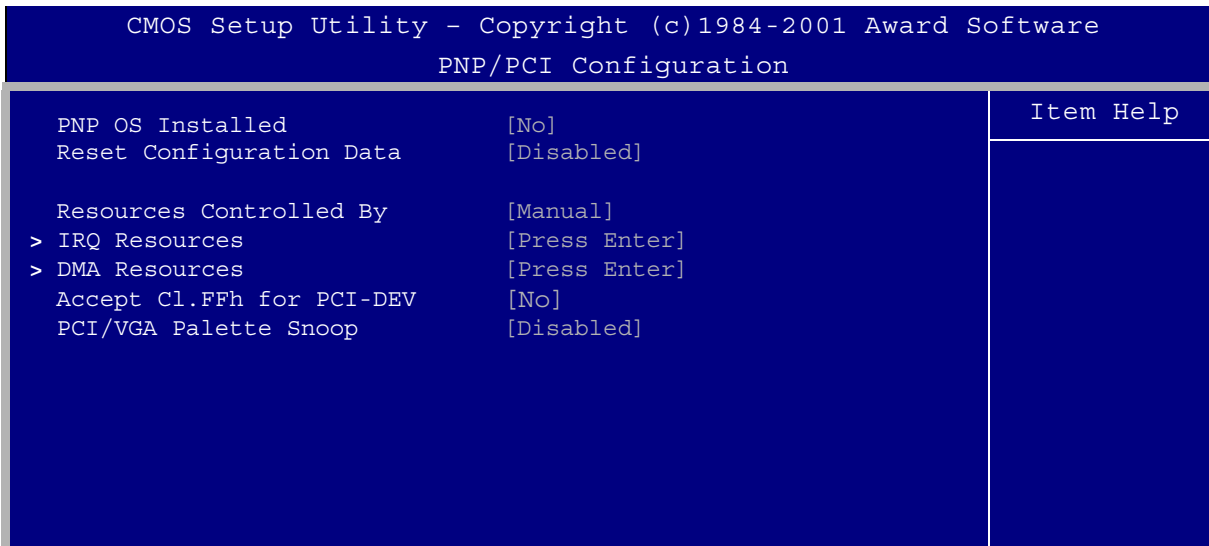 CMOS Setup Utility – Copyright (c)1984-2001 Award Software
PNP/PCI Configuration
Item Help
PNP OS Installed [No]
Reset Configuration Data [Disabled]
Resources Controlled By [Manual]
> IRQ Resources [Press Enter]
> DMA Resources [Press Enter]
Accept Cl.FFh for PCI-DEV [No]
PCI/VGA Palette Snoop [Disabled]